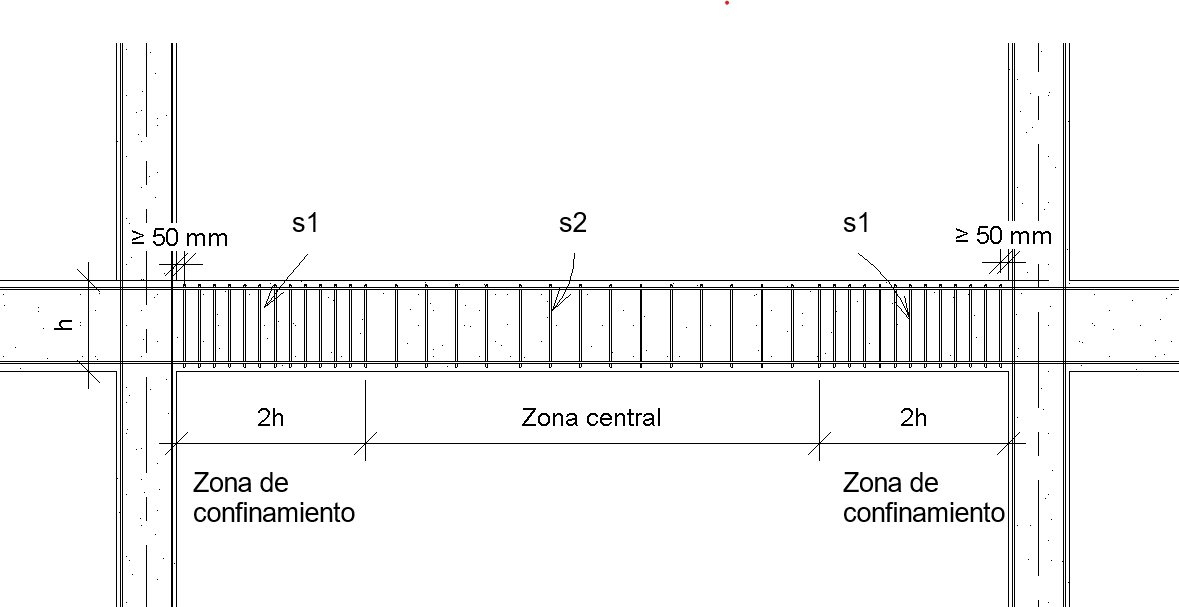 s1
s2
s1
≥ 50 mm
≥ 50 mm
h
2h
Zona central
2h
Zona de
confinamiento
Zona de
confinamiento